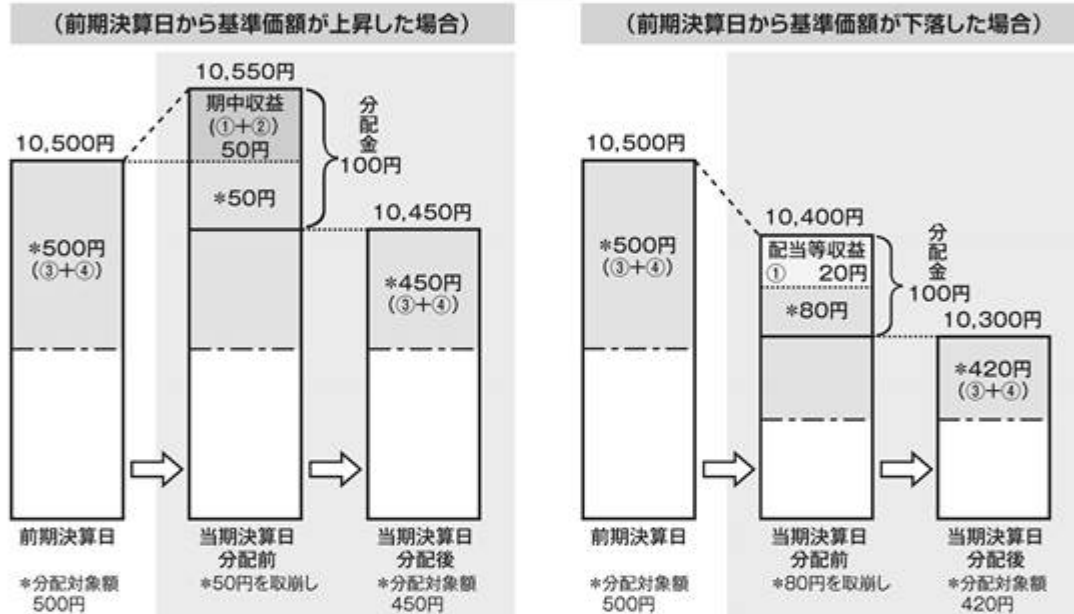 (前期決算日から基準価額が上昇した場合)
10,550円
期中収益
(①+②)
50円
*50円
分配金
100円
10,500円
*500円
(③+④)
10,450円
*450円
(③+④)
前期決算日
当期決算日
分配前
当期決算日
分配後
*分配対象額
500円
*50円を取崩し
*分配対象額
450円
(前期決算日から基準価額が下落した場合)
10,500円
*500円
(③+④)
10,400円
配当等収益
① 20円
*80円
分配金
100円
10,300円
*420円
(③+④)
前期決算日
当期決算日
分配前
当期決算日
分配後
*分配対象額
500円
*80円を取崩し
*分配対象額
420円